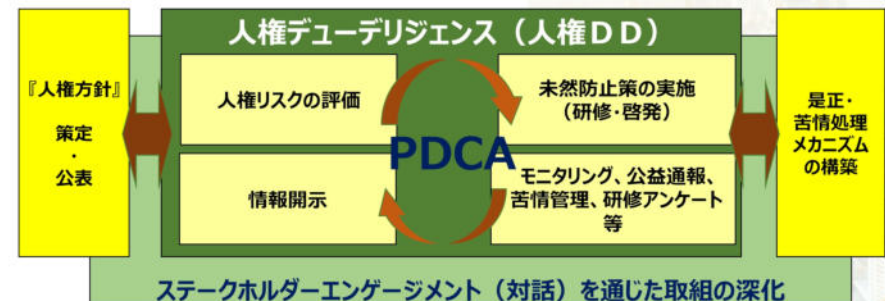 人権デューデリジェンス（人権ＤＤ）
『人権方針』
策定
・
公表
人権リスクの評価
未然防止策の実施
（研修・啓発）
PDCA
情報開示
モニタリング、公益通報、
苦情管理、研修アンケート
等
是正・
苦情処理
メカニズム
の構築
ステークホルダーエンゲージメント（対話）を通じた取組の深化